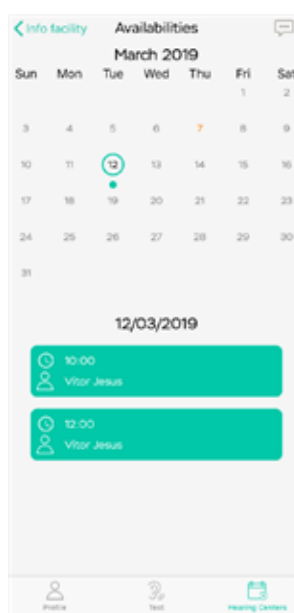 Info facility Availabilities
March 2019
Sun Mon Tue Wed Thu Fri Sat
1 2
3 4 5 6 7 8 9
10 11 12 13 14 15 16
17 18 19 20 21 22 23
24 25 26 27 28 29 30
31
12/03/2019
10:00
Vitor Jesus
12:00
Vitor Jesus
Profile Test Hearing Centers